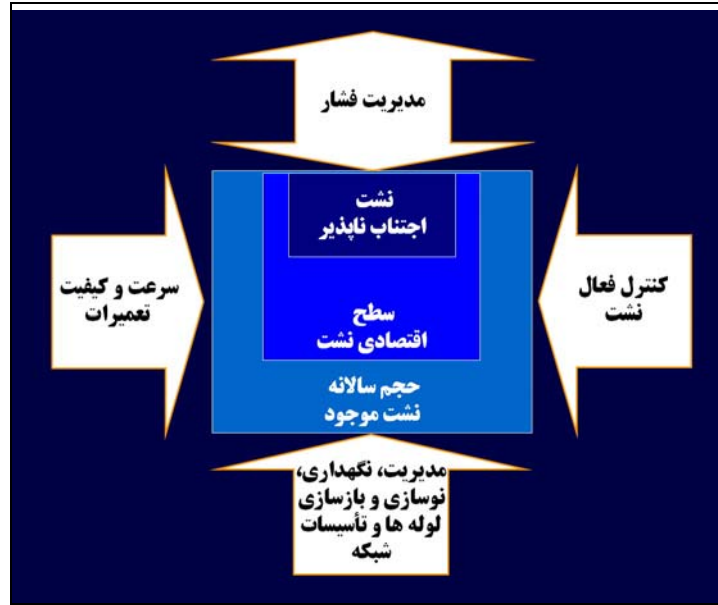 مدیریت فشار
نشت
اجتناب ناپذیر
کنترل فعال
نشت
سرعت و کیفیت
تعمیرات
سطح
اقتصادی نشت
حجم سالانه
نشت موجود
مدیریت، نگهداری،
نوسازی و بازسازی
لوله ها و تأسیسات
شبکه